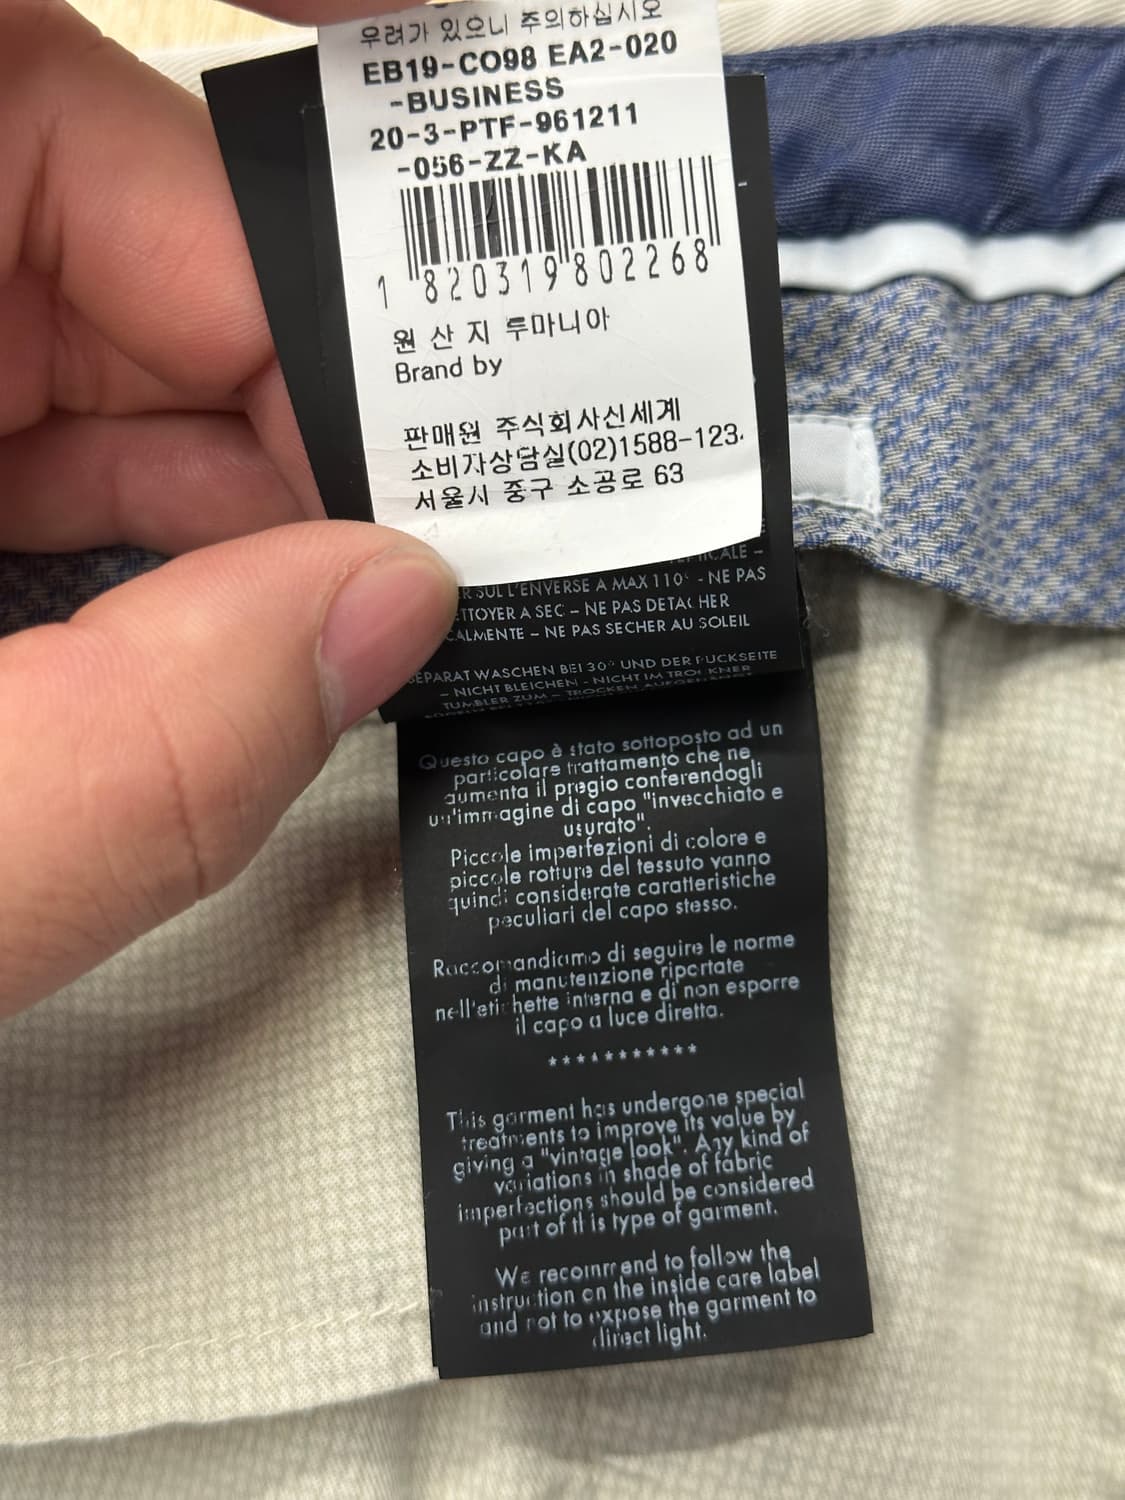 우려가 있으니 주의하십시오
EB19-CO98 EA2-020
-BUSINESS
20-3-PTF-961211
-056-ZZ-KA
1 820319 802268
원 산 지 루마니아
Brand by
판매원 주식회사신세계
소비자상담실(02)1588-123
서울시 중구 소공로 63
SUL L'ENVERSE A MAX 110° - NE PAS
A SEC - NE PAS DETACHER
- NE PAS SECHER AU SOLEIL
SEPARAT WASCHEN BEI 30° UND DER RUCKSEITE
- NICHT BLEICHEN - NICHT IM TROCKNER
TUMBLER ZUM - TROCKEN AUFGEHENGT
Questo capo è stato sottoposto ad un
particolare trattamento che ne
aumenta il pregio conferendogli
un'immagine di capo "invecchiato e
usurato".
Piccole imperfezioni di colore e
piccole rotture del tessuto vanno
quindi considerate caratteristiche
peculiari del capo stesso.
Raccomandiamo di seguire le norme
di manutenzione riportate
nell'etichette interna e di non esporre
il capo a luce diretta.
***********
This garment has undergone special
treatments to improve its value by
giving a "vintage look". Any kind of
variations in shade of fabric
imperfections should be considered
part of this type of garment.
We recommend to follow the
instruction on the inside care label
and not to expose the garment to
direct light.